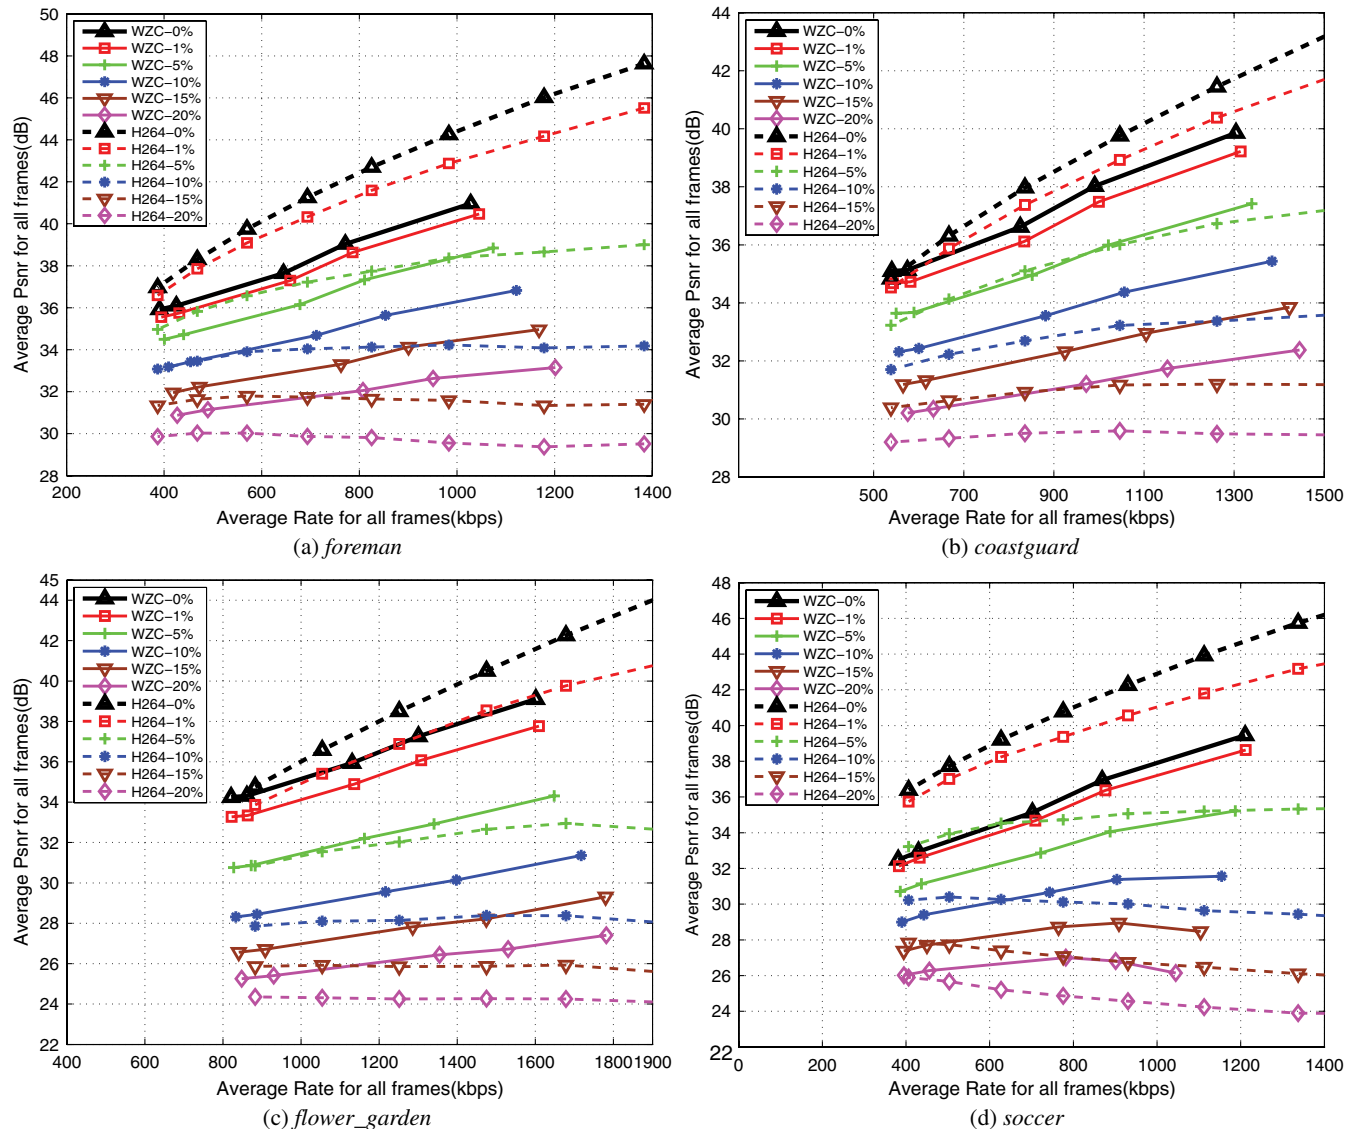 50
48
46
44
42
40
38
36
34
32
30
28
200 400 600 800 1000 1200 1400
Average Psnr for all frames(dB)
Average Rate for all frames(kbps)
WZC−0%
WZC−1%
WZC−5%
WZC−10%
WZC−15%
WZC−20%
H264−0%
H264−1%
H264−5%
H264−10%
H264−15%
H264−20%
(a) foreman
44
42
40
38
36
34
32
30
28
500 700 900 1100 1300 1500
Average Psnr for all frames(dB)
Average Rate for all frames(kbps)
WZC−0%
WZC−1%
WZC−5%
WZC−10%
WZC−15%
WZC−20%
H264−0%
H264−1%
H264−5%
H264−10%
H264−15%
H264−20%
(b) coastguard
45
44
42
40
38
36
34
32
30
28
26
24
22
400 600 800 1000 1200 1400 1600 1800 1900
Average Psnr for all frames(dB)
Average Rate for all frames(kbps)
WZC−0%
WZC−1%
WZC−5%
WZC−10%
WZC−15%
WZC−20%
H264−0%
H264−1%
H264−5%
H264−10%
H264−15%
H264−20%
(c) flower_garden
48
46
44
42
40
38
36
34
32
30
28
26
24
22
0 200 400 600 800 1000 1200 1400
Average Psnr for all frames(dB)
Average Rate for all frames(kbps)
WZC−0%
WZC−1%
WZC−5%
WZC−10%
WZC−15%
WZC−20%
H264−0%
H264−1%
H264−5%
H264−10%
H264−15%
H264−20%
(d) soccer